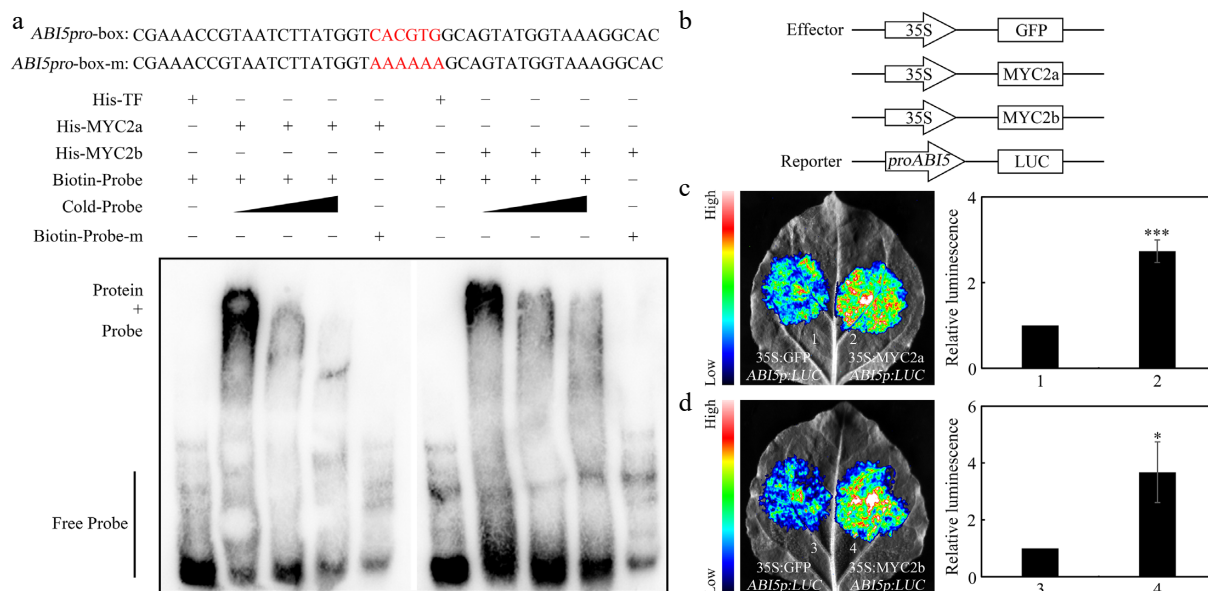 a
ABI5pro-box: CGAAACCGTAATCTTATGGTCACGTGGCAGTATGGTAAAGGCAC
ABI5pro-box-m: CGAAACCGTAATCTTATGGTAAAAAAGCAGTATGGTAAAGGCAC
His-TF + − − − − + − − − −
His-MYC2a − + + + + − − − − −
His-MYC2b − − − − − − + + + +
Biotin-Probe + + + + − + + + + −
Cold-Probe − − − −
Biotin-Probe-m − − − − + − − − − +
Protein
+
Probe
Free Probe
b
Effector
35S
GFP
35S
MYC2a
35S
MYC2b
Reporter
proABI5
LUC
c
High
Low
1
2
35S:GFP
ABI5p:LUC
35S:MYC2a
ABI5p:LUC
Relative luminescence
4
2
0
***
1
2
d
High
Low
3
4
35S:GFP
ABI5p:LUC
35S:MYC2b
ABI5p:LUC
Relative luminescence
6
4
2
0
*
3
4